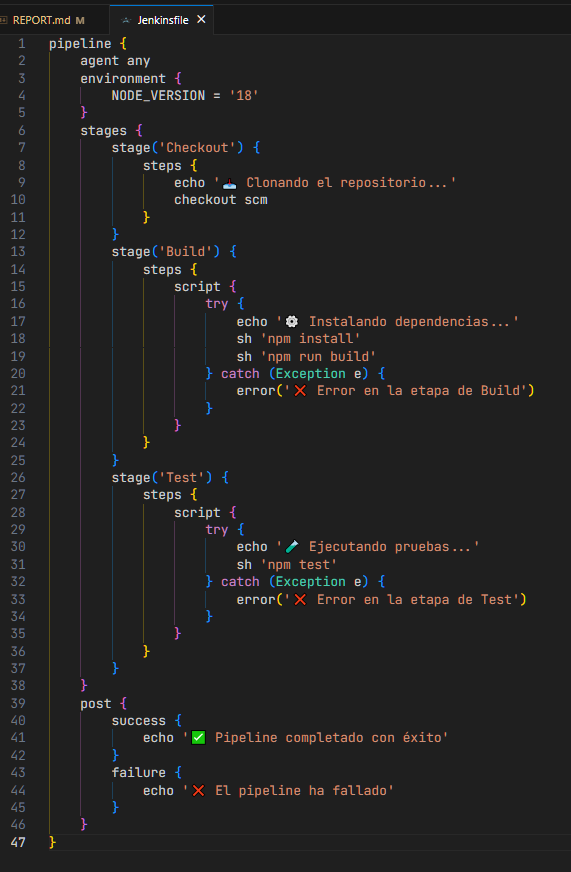 REPORT.md M Jenkinsfile ×
1 pipeline {
2 agent any
3 environment {
4 NODE_VERSION = '18'
5 }
6 stages {
7 stage('Checkout') {
8 steps {
9 echo '📥 Clonando el repositorio...'
10 checkout scm
11 }
12 }
13 stage('Build') {
14 steps {
15 script {
16 try {
17 echo '⚙️ Instalando dependencias...'
18 sh 'npm install'
19 sh 'npm run build'
20 } catch (Exception e) {
21 error('❌ Error en la etapa de Build')
22 }
23 }
24 }
25 }
26 stage('Test') {
27 steps {
28 script {
29 try {
30 echo '🧪 Ejecutando pruebas...'
31 sh 'npm test'
32 } catch (Exception e) {
33 error('❌ Error en la etapa de Test')
34 }
35 }
36 }
37 }
38 }
39 post {
40 success {
41 echo '✅ Pipeline completado con éxito'
42 }
43 failure {
44 echo '❌ El pipeline ha fallado'
45 }
46 }
47 }